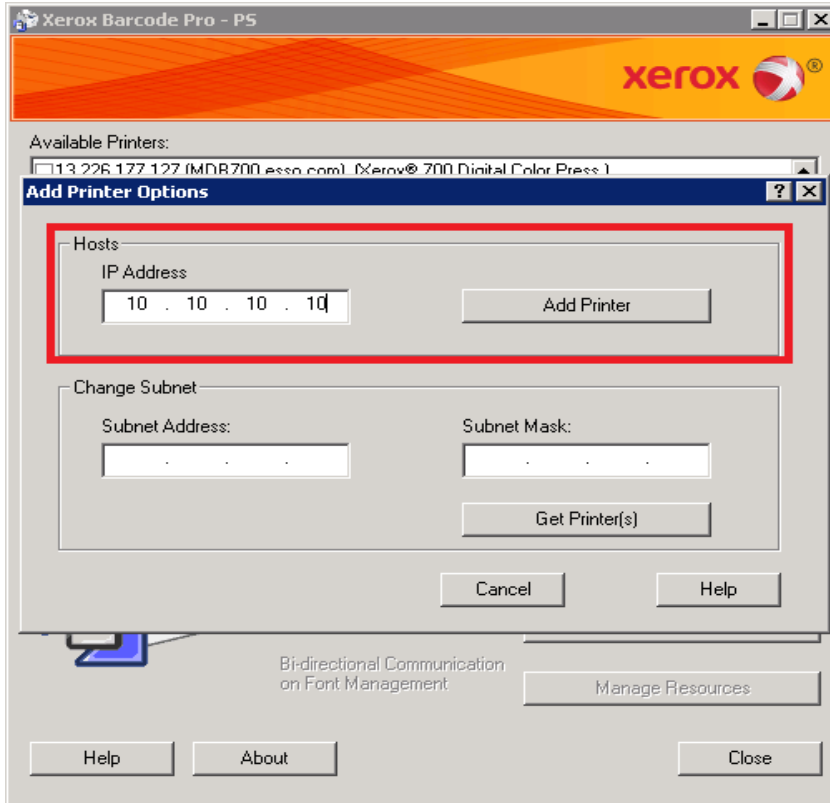 Xerox Barcode Pro - PS
xerox ®
Available Printers:
13.226.177.127 (MDB700.esso.com) (Xerox® 700 Digital Color Press )
Add Printer Options
Hosts
IP Address
10 . 10 . 10 . 10
Add Printer
Change Subnet
Subnet Address:
Subnet Mask:
. . .
. . .
Get Printer(s)
Cancel
Help
Bi-directional Communication
on Font Management
Manage Resources
Help
About
Close